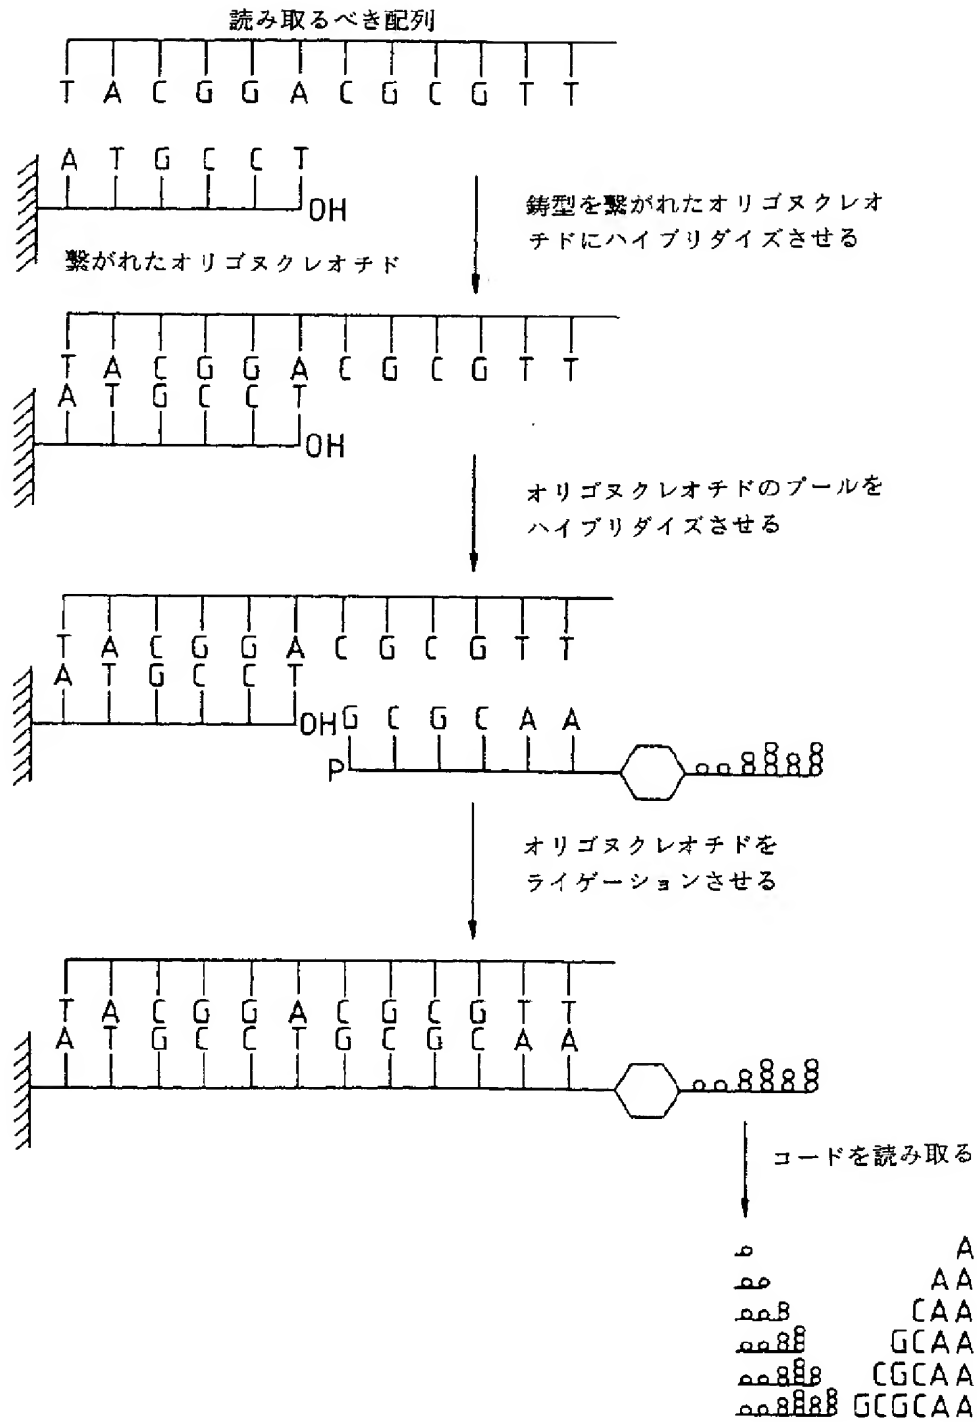 読み取るべき配列
T A C G G A C G C G T T
A T G C C T
OH
鋳型を繋がれたオリゴヌクレオ
チドにハイブリダイズさせる
繋がれたオリゴヌクレオチド
T A C G G A C G C G T T
A T G C C T
OH
オリゴヌクレオチドのプールを
ハイブリダイズさせる
T A C G G A C G C G T T
A T G C C T
OH G C G C A A
P
オリゴヌクレオチドを
ライゲーションさせる
T A C G G A C G C G T T
A T G C C T G C G C A A
コードを読み取る
A
AA
CAA
GCAA
CGCAA
GCGCAA